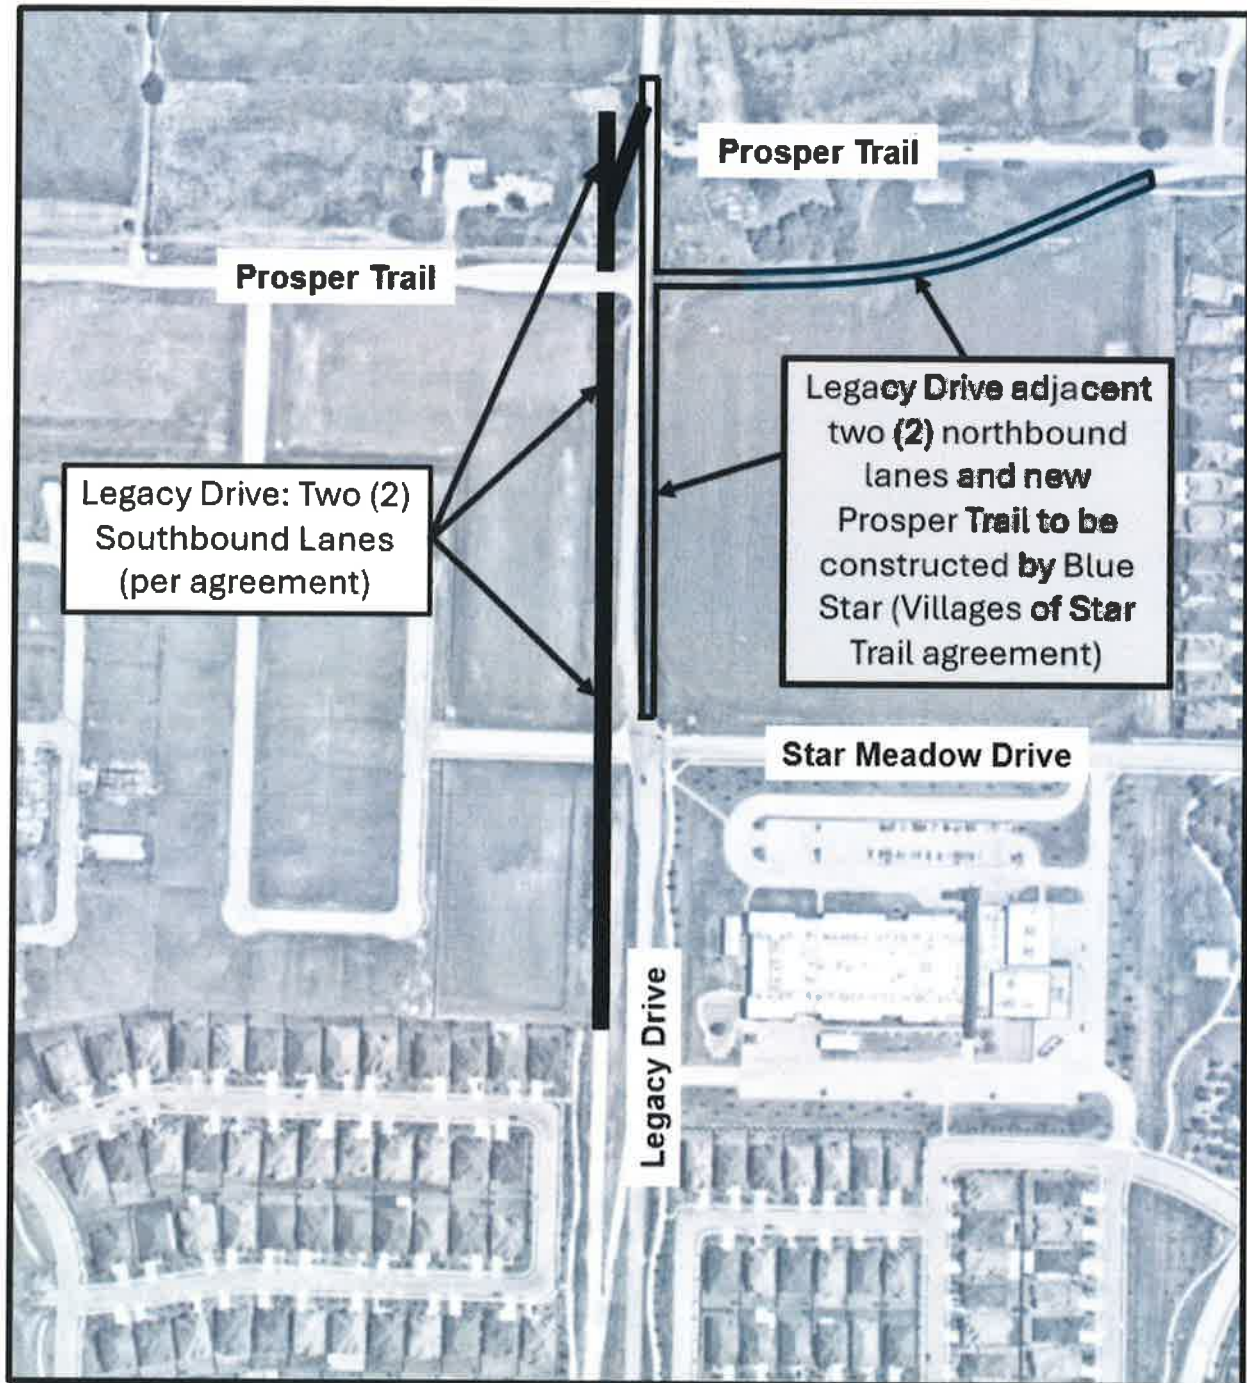 Prosper Trail
Prosper Trail
Legacy Drive adjacent
two (2) northbound
lanes and new
Prosper Trail to be
constructed by Blue
Star (Villages of Star
Trail agreement)
Legacy Drive: Two (2)
Southbound Lanes
(per agreement)
Star Meadow Drive
Legacy Drive